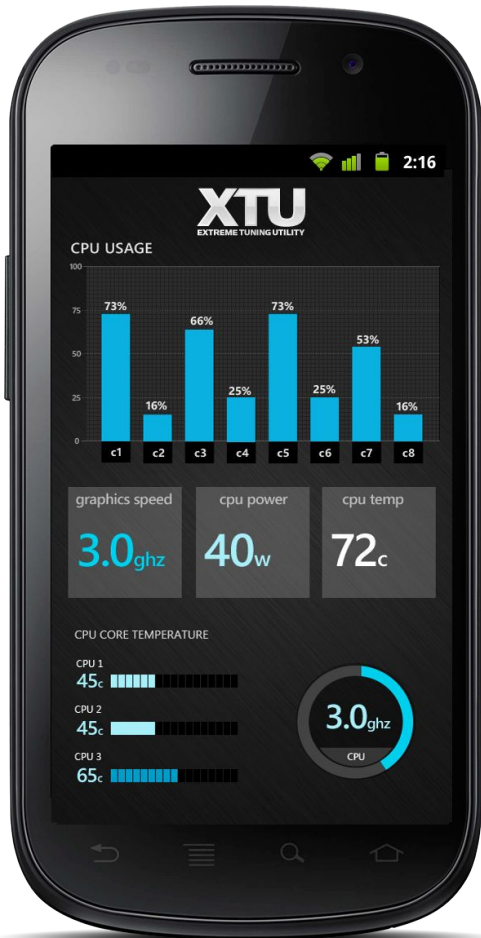 2:16
XTU
EXTREME TUNING UTILITY
CPU USAGE
100
75
50
25
0
73%
16%
66%
25%
73%
25%
53%
16%
c1 c2 c3 c4 c5 c6 c7 c8
graphics speed cpu power cpu temp
3.0ghz 40w 72c
CPU CORE TEMPERATURE
CPU 1
45c
CPU 2
45c
CPU 3
65c
3.0ghz
CPU